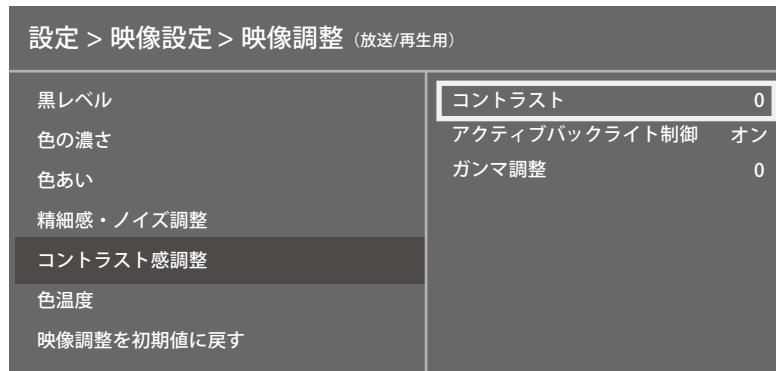 設定 > 映像設定 > 映像調整（放送/再生用）
黒レベル
色の濃さ
色あい
精細感・ノイズ調整
コントラスト感調整
色温度
映像調整を初期値に戻す
コントラスト 0
アクティブバックライト制御 オン
ガンマ調整 0